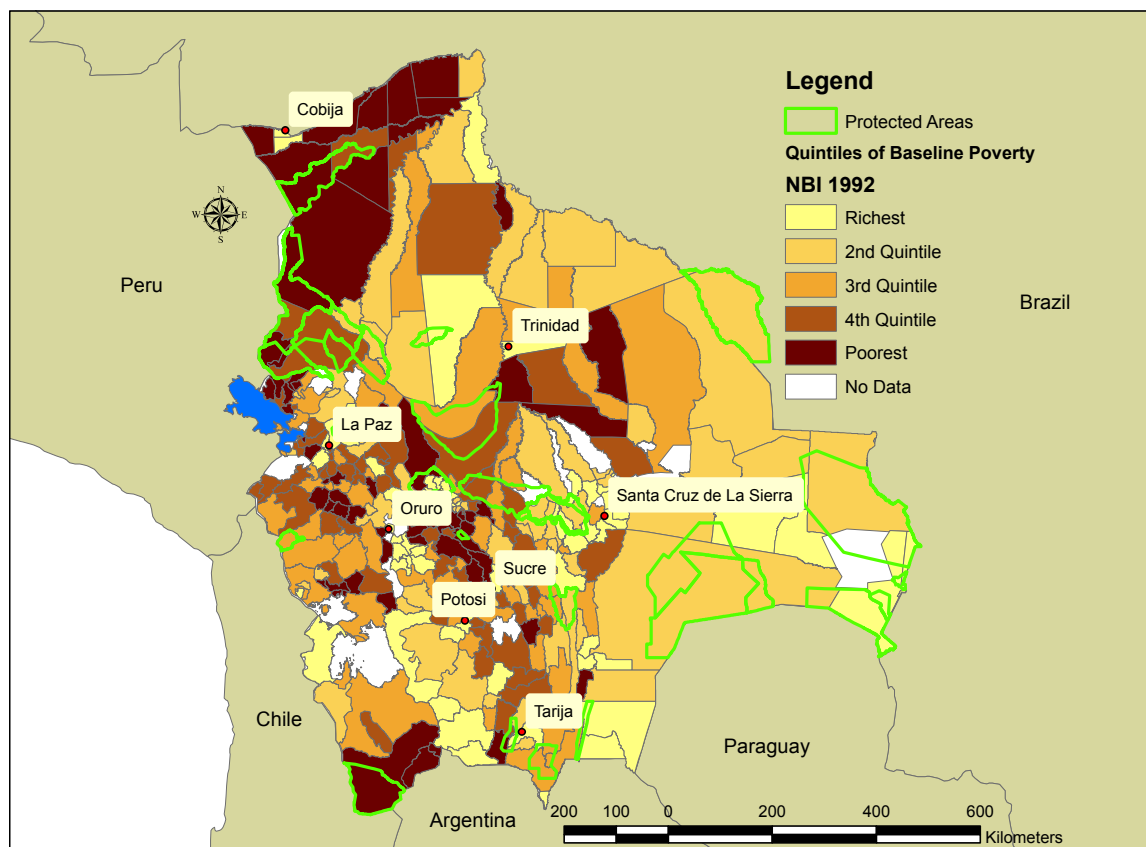 Legend
Protected Areas
Quintiles of Baseline Poverty
NBI 1992
Richest
2nd Quintile
3rd Quintile
4th Quintile
Poorest
No Data
Cobija
N
W E
S
Peru
Brazil
Trinidad
La Paz
Santa Cruz de La Sierra
Oruro
Sucre
Potosi
Tarija
Chile
Paraguay
Argentina
200 100 0 200 400 600
Kilometers